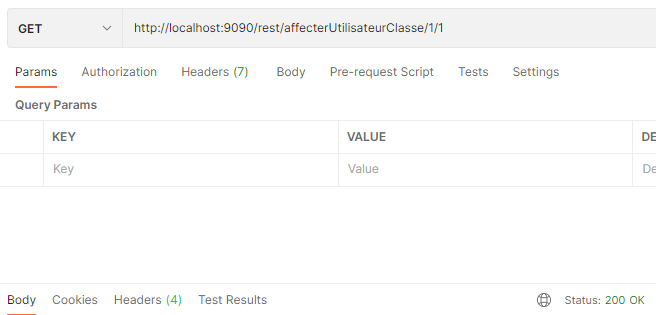 GET http://localhost:9090/rest/affecterUtilisateurClasse/1/1
Params Authorization Headers (7) Body Pre-request Script Tests Settings
Query Params
KEY VALUE DE
Key Value De
Body Cookies Headers (4) Test Results Status: 200 OK